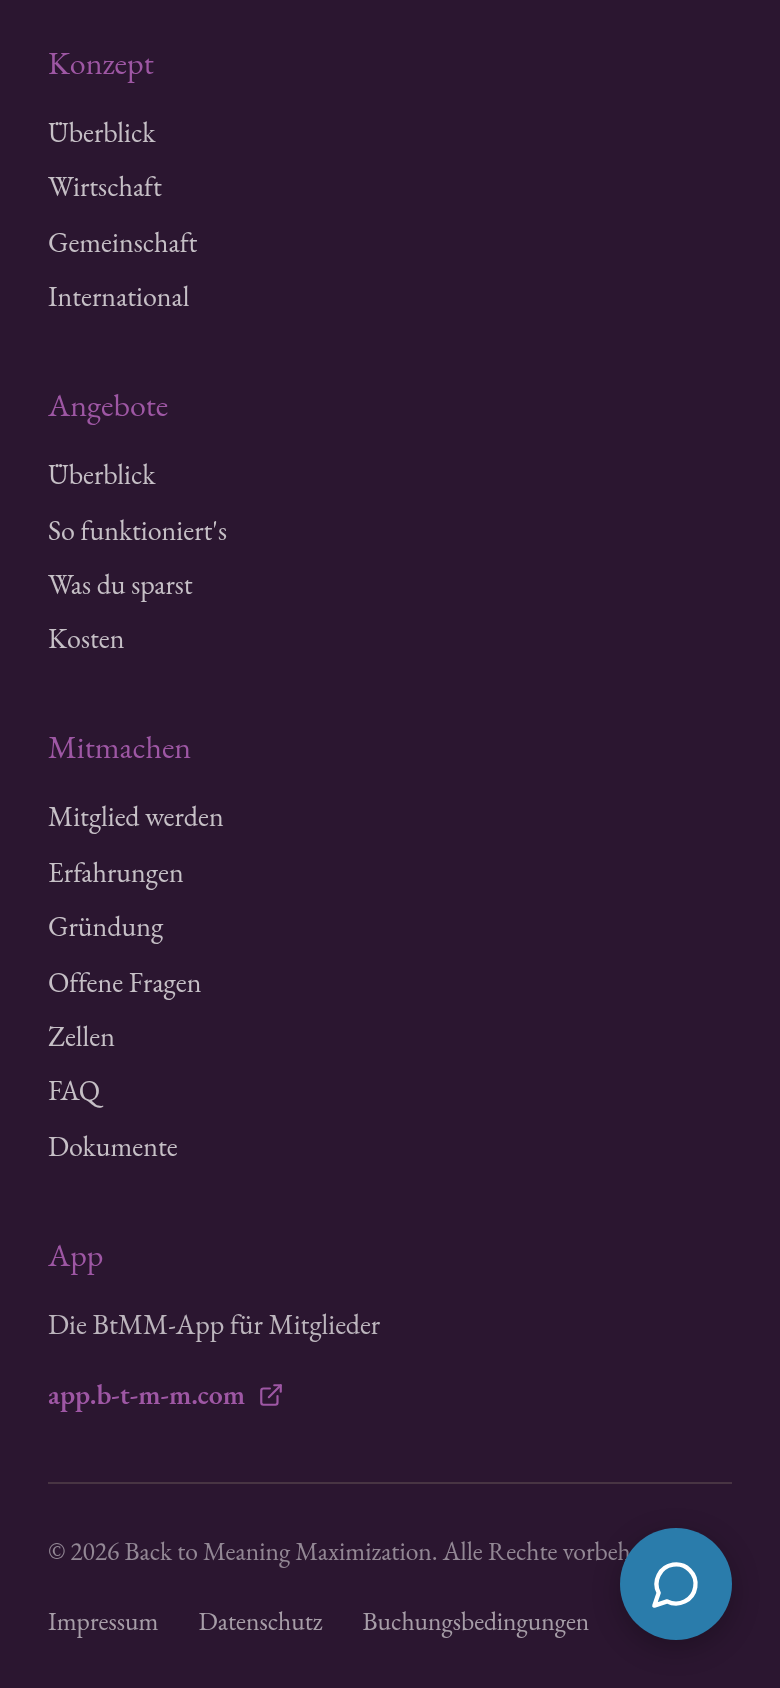 Konzept
Überblick
Wirtschaft
Gemeinschaft
International
Angebote
Überblick
So funktioniert's
Was du sparst
Kosten
Mitmachen
Mitglied werden
Erfahrungen
Gründung
Offene Fragen
Zellen
FAQ
Dokumente
App
Die BtMM-App für Mitglieder
app.b-t-m-m.com
© 2026 Back to Meaning Maximization. Alle Rechte
Impressum Datenschutz Buchungsbedingungen